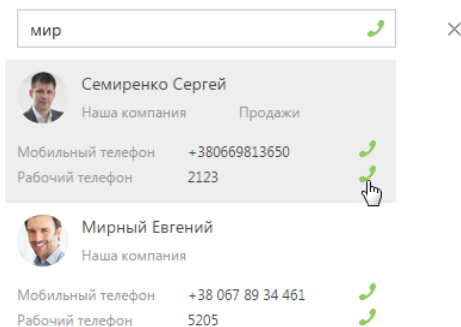 мир
Семиренко Сергей
Наша компания Продажи
Мобильный телефон +380669813650
Рабочий телефон 2123
Мирный Евгений
Наша компания
Мобильный телефон +38 067 89 34 461
Рабочий телефон 5205